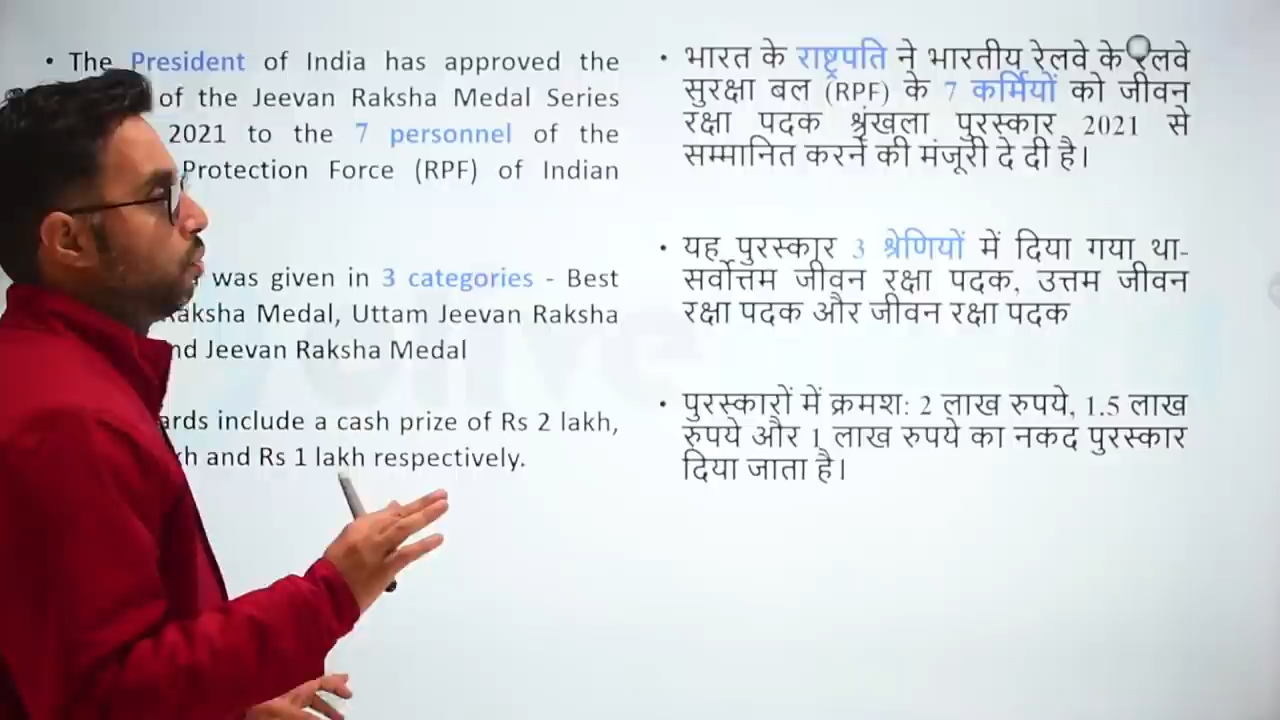 • The President of India has approved the
of the Jeevan Raksha Medal Series
2021 to the 7 personnel of the
Protection Force (RPF) of Indian
was given in 3 categories - Best
Raksha Medal, Uttam Jeevan Raksha
nd Jeevan Raksha Medal
ards include a cash prize of Rs 2 lakh,
kh and Rs 1 lakh respectively.
• भारत के राष्ट्रपति ने भारतीय रेलवे के रेलवे
सुरक्षा बल (RPF) के 7 कर्मियों को जीवन
रक्षा पदक श्रृंखला पुरस्कार 2021 से
सम्मानित करने की मंजूरी दे दी है।
• यह पुरस्कार 3 श्रेणियों में दिया गया था-
सर्वोत्तम जीवन रक्षा पदक, उत्तम जीवन
रक्षा पदक और जीवन रक्षा पदक
• पुरस्कारों में क्रमश: 2 लाख रुपये, 1.5 लाख
रुपये और 1 लाख रुपये का नकद पुरस्कार
दिया जाता है।